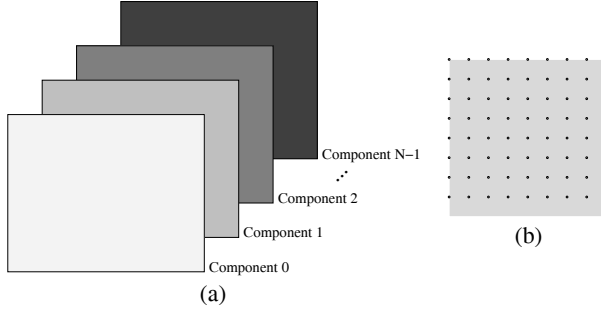 Component N−1
Component 2
Component 1
Component 0
(a)
(b)